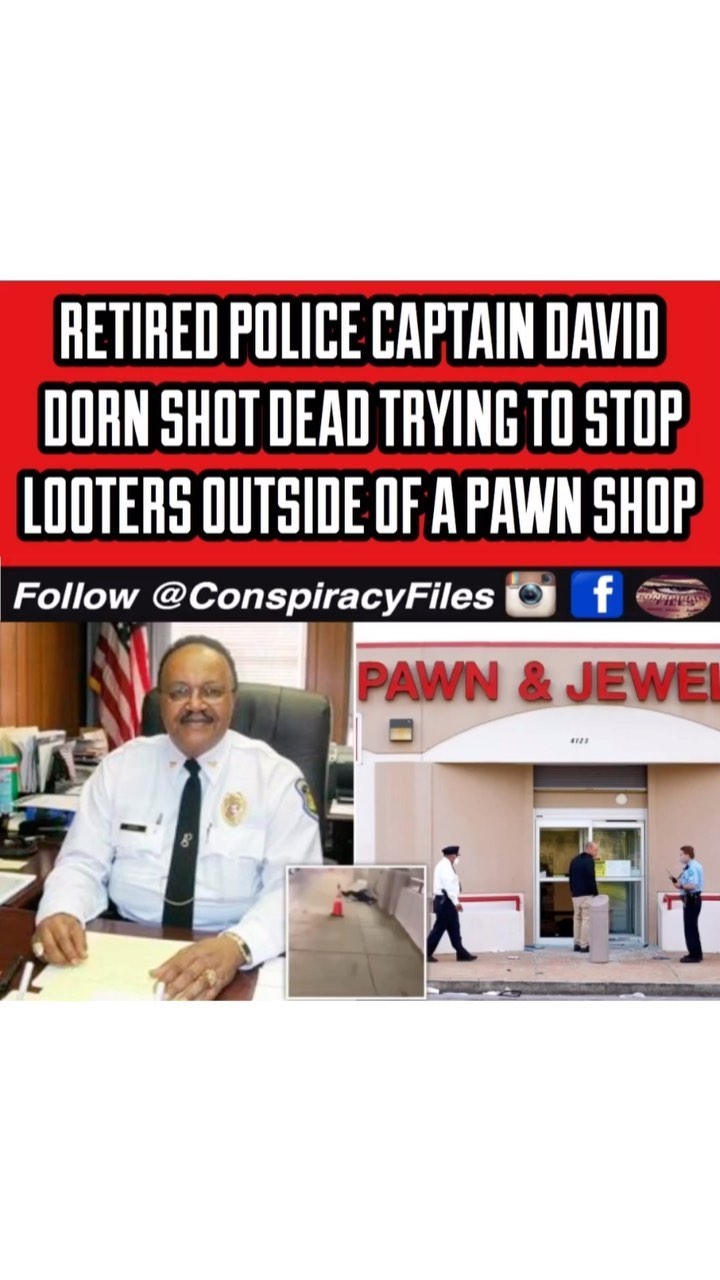 RETIRED POLICE CAPTAIN DAVID
DORN SHOT DEAD TRYING TO STOP
LOOTERS OUTSIDE OF A PAWN SHOP
Follow @ConspiracyFiles
CONSPIRACY
FILES
PAWN & JEWEL
4123